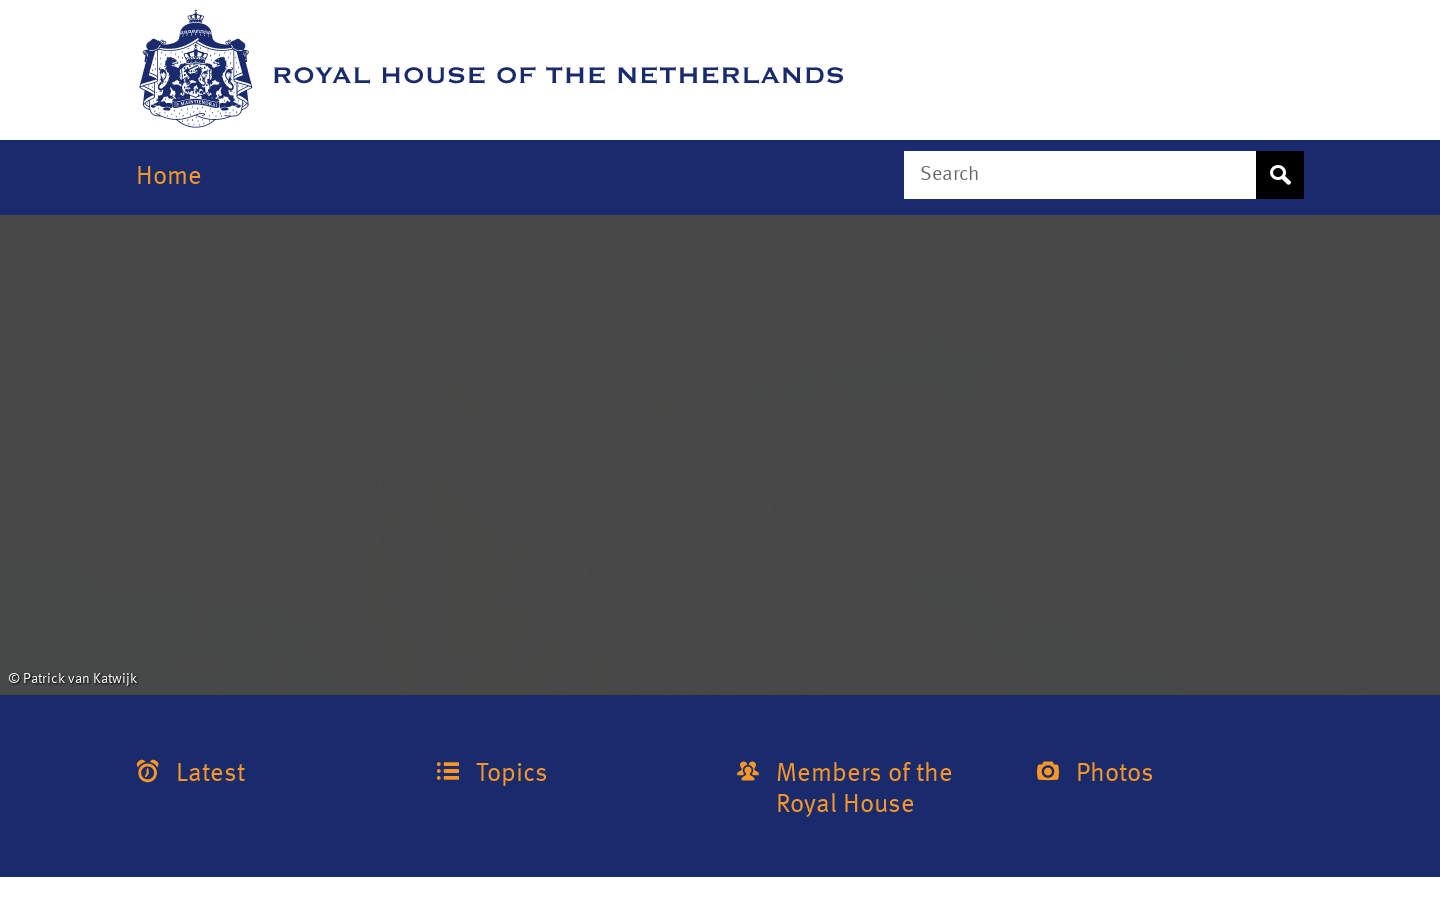 ROYAL HOUSE OF THE NETHERLANDS
Home
Search
© Patrick van Katwijk
Latest
Topics
Members of the
Royal House
Photos